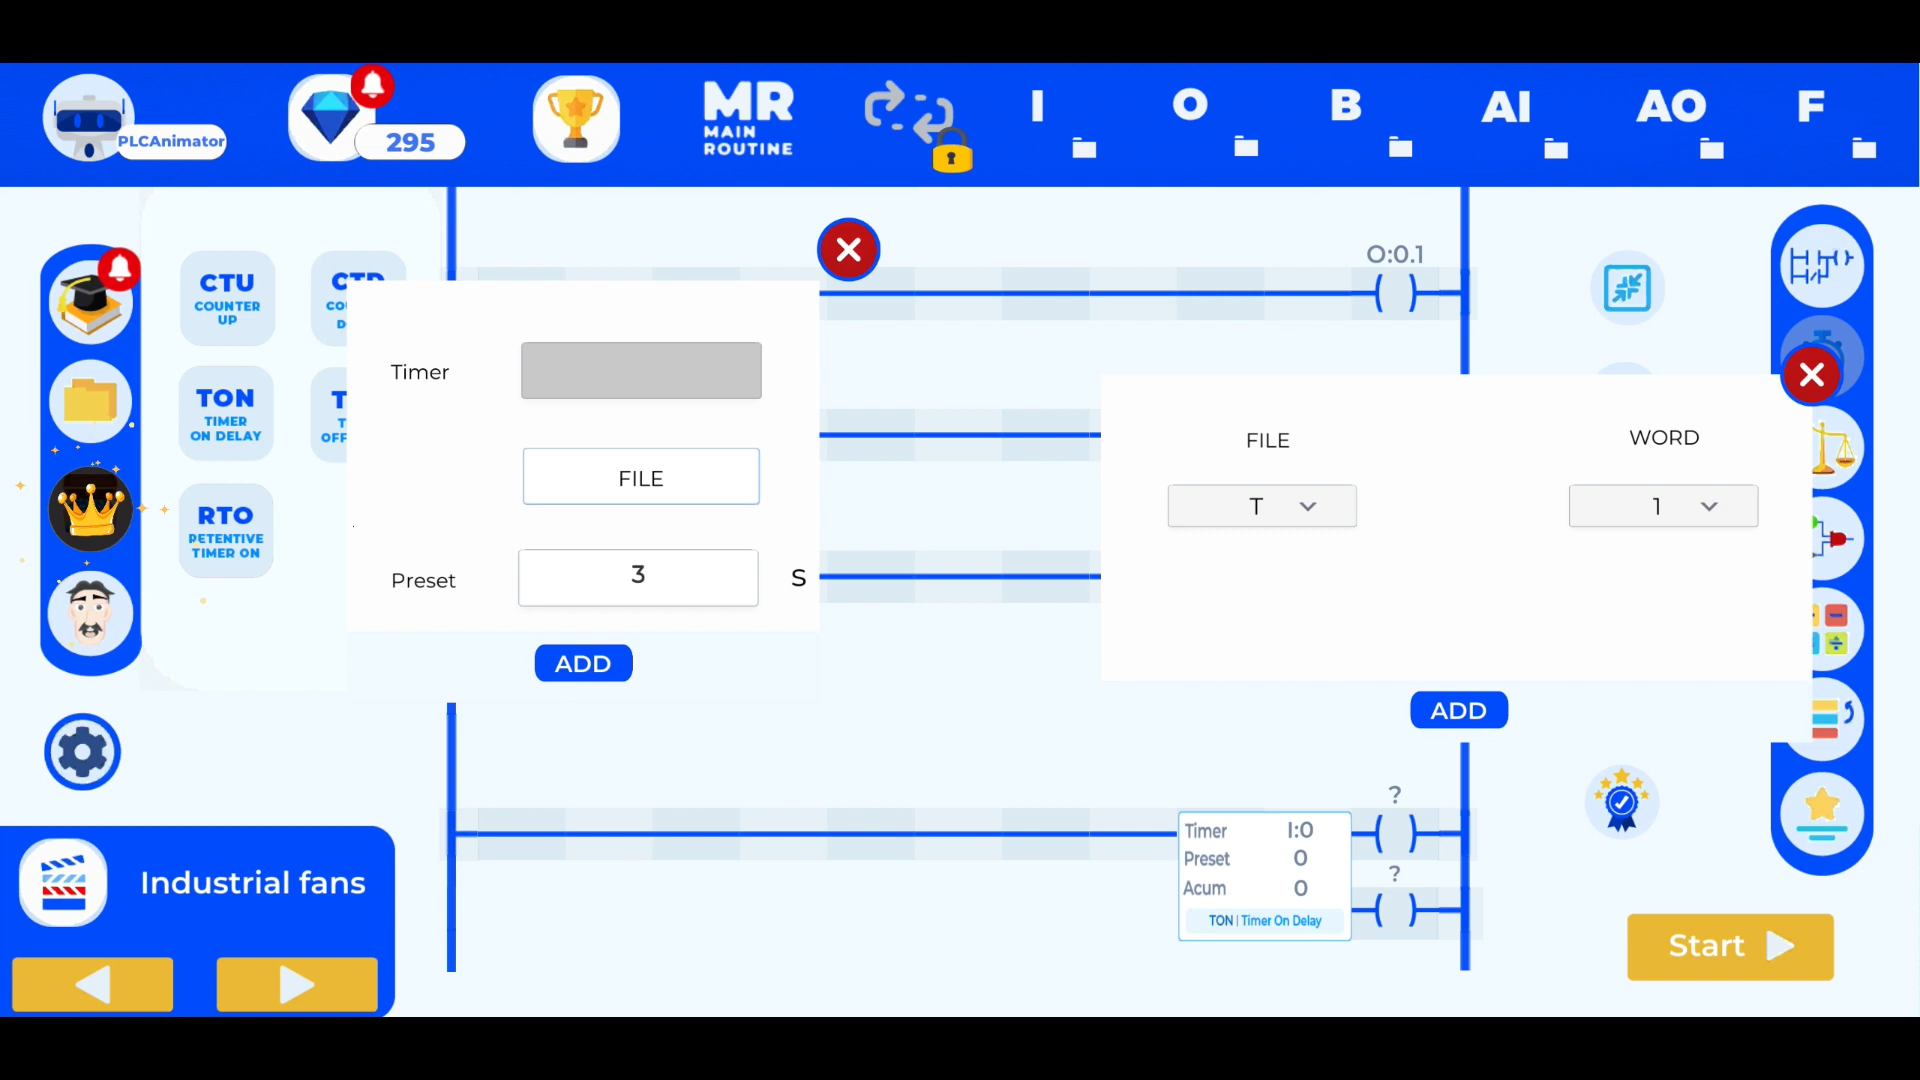 PLCAnimator
295
MR
MAIN
ROUTINE
I
O
B
AI
AO
F
CTU
COUNTER
UP
TON
TIMER
ON DELAY
RTO
RETENTIVE
TIMER ON
Timer
FILE
Preset
3
S
ADD
O:0.1
FILE
WORD
T
1
ADD
?
Timer I:0
Preset 0
Acum 0
TON | Timer On Delay
?
Industrial fans
Start